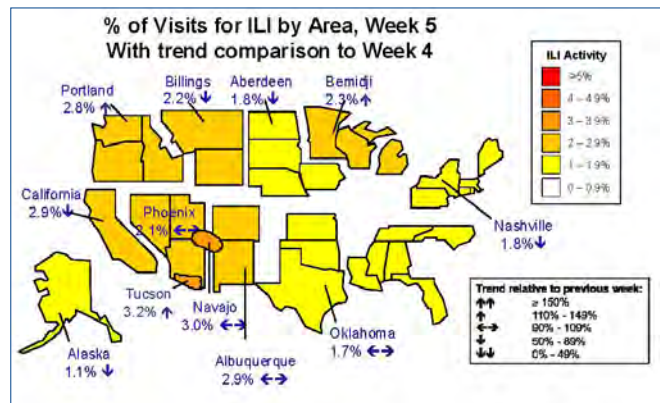 % of Visits for ILI by Area, Week 5
With trend comparison to Week 4
Portland
2.8% ↑
Billings
2.2% ↓
Aberdeen
1.8% ↓
Bemidji
2.3% ↑
ILI Activity
≥5%
4 – 4.9%
3 – 3.9%
2 – 2.9%
1 – 1.9%
0 – 0.9%
California
2.9% ↓
Phoenix
2.1% ↔
Nashville
1.8% ↓
Tucson
3.2% ↑
Navajo
3.0% ↔
Albuquerque
2.9% ↔
Oklahoma
1.7% ↔
Alaska
1.1% ↓
Trend relative to previous week:
↑↑ ≥ 150%
↑ 110% - 149%
↔ 90% - 109%
↓ 50% - 89%
↓↓ 0% - 49%